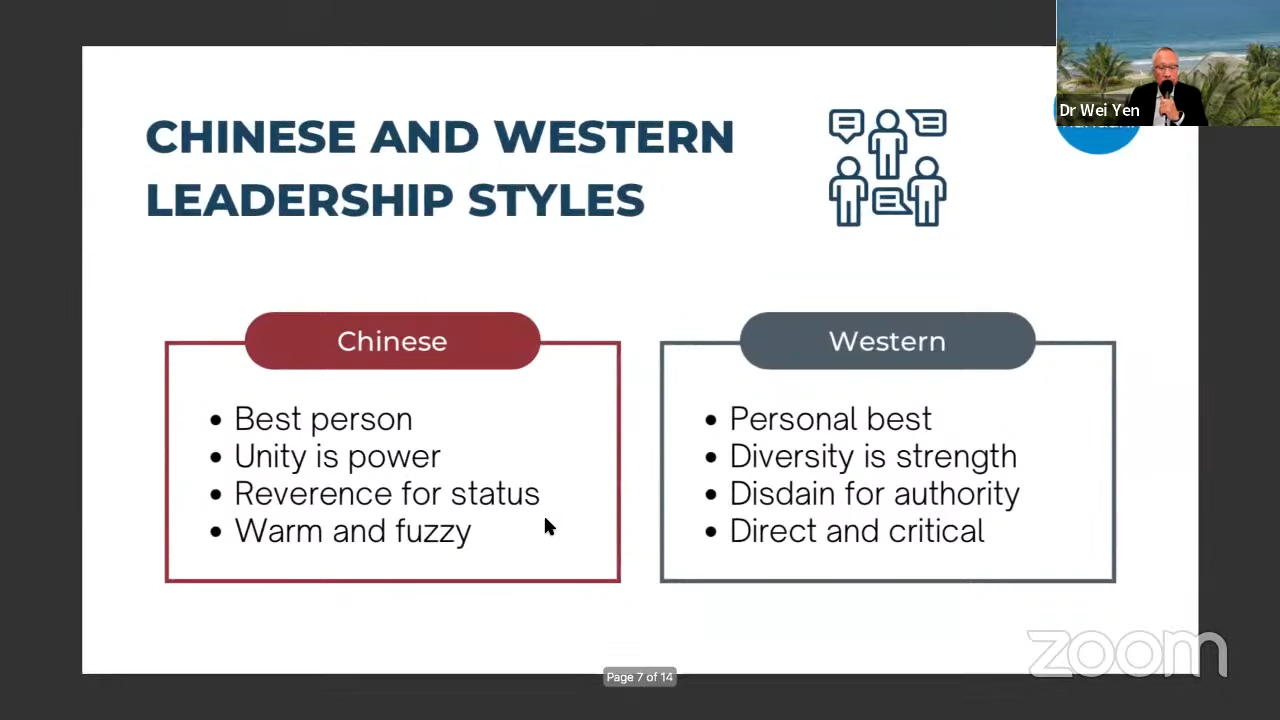 Dr Wei Yen
CHINESE AND WESTERN
LEADERSHIP STYLES
Chinese
• Best person
• Unity is power
• Reverence for status
• Warm and fuzzy
Western
• Personal best
• Diversity is strength
• Disdain for authority
• Direct and critical
zoom
Page 7 of 14